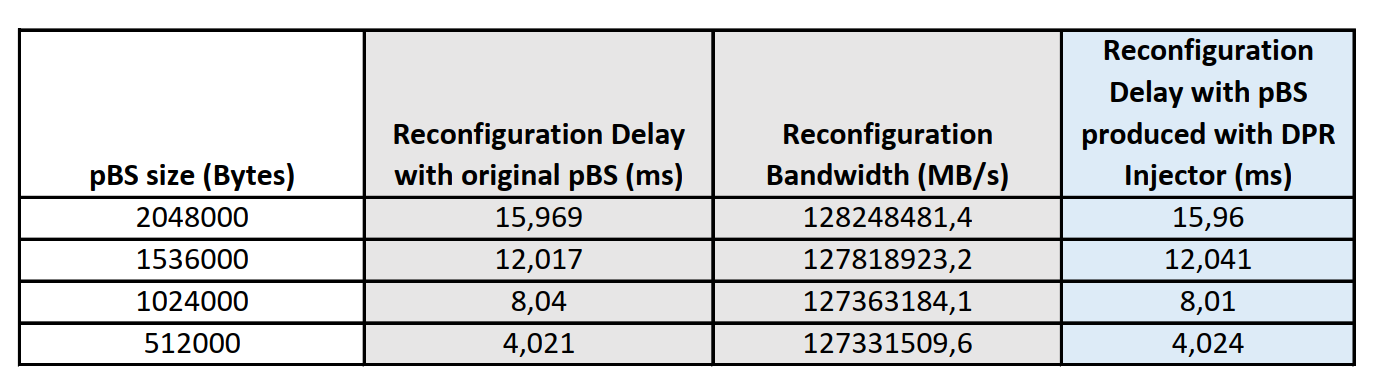 pBS size (Bytes)
Reconfiguration Delay
with original pBS (ms)
Reconfiguration
Bandwidth (MB/s)
Reconfiguration
Delay with pBS
produced with DPR
Injector (ms)
2048000 15,969 128248481,4 15,96
1536000 12,017 127818923,2 12,041
1024000 8,04 127363184,1 8,01
512000 4,021 127331509,6 4,024